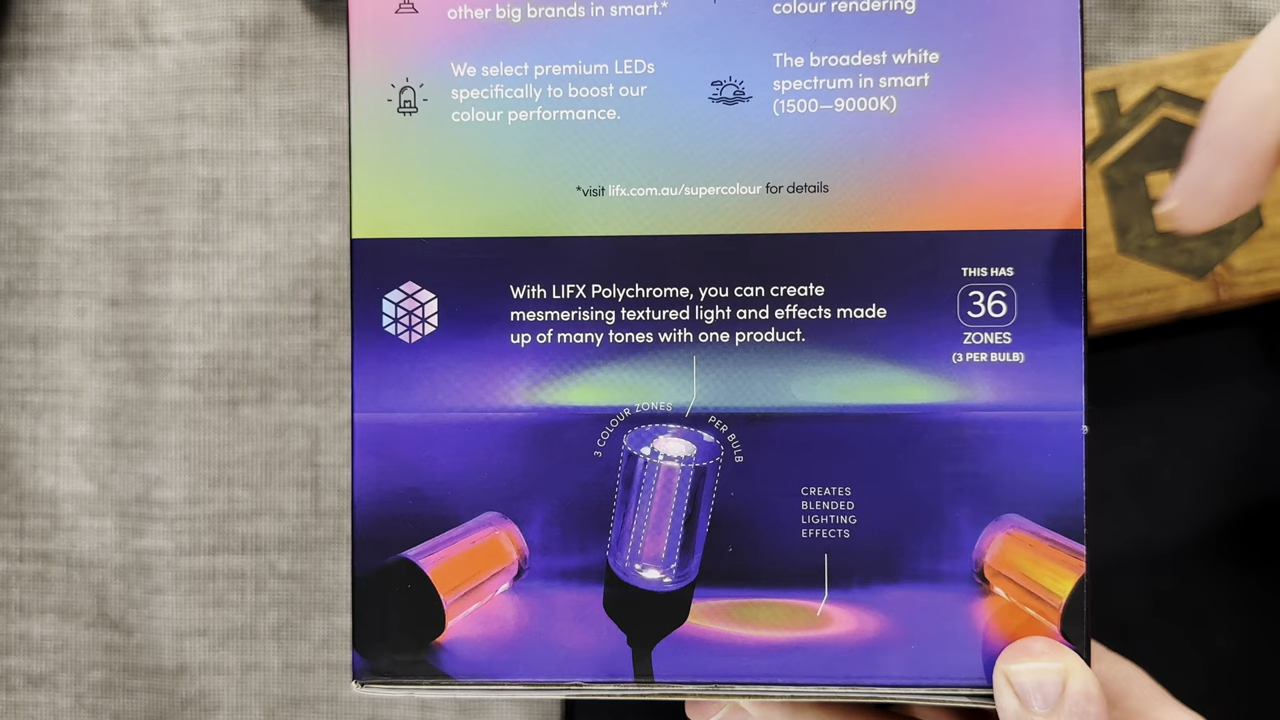 other big brands in smart.*
colour rendering
We select premium LEDs
specifically to boost our
colour performance.
The broadest white
spectrum in smart
(1500—9000K)
*visit lifx.com.au/supercolour for details
With LIFX Polychrome, you can create
mesmerising textured light and effects made
up of many tones with one product.
THIS HAS
36
ZONES
(3 PER BULB)
3 COLOUR ZONES PER BULB
CREATES
BLENDED
LIGHTING
EFFECTS